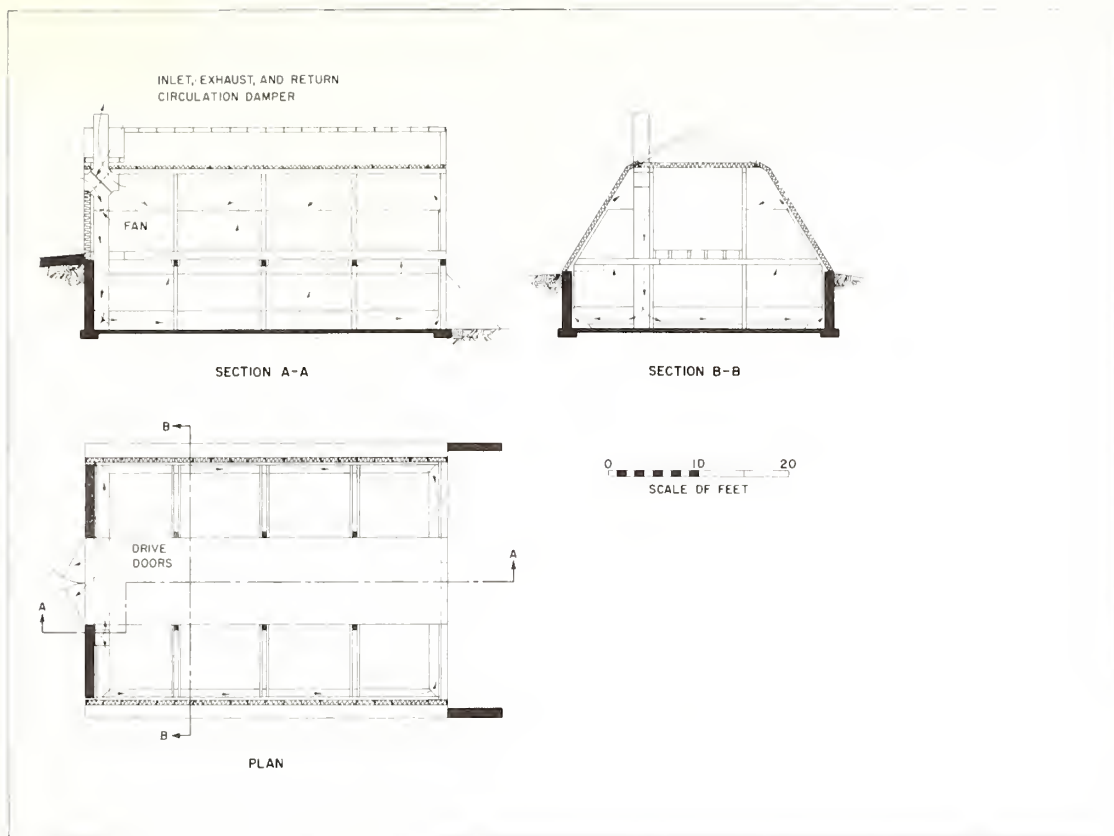 INLET, EXHAUST, AND RETURN
CIRCULATION DAMPER
FAN
SECTION A-A
SECTION B-B
B
0 10 20
SCALE OF FEET
DRIVE
DOORS
A
A
B
PLAN